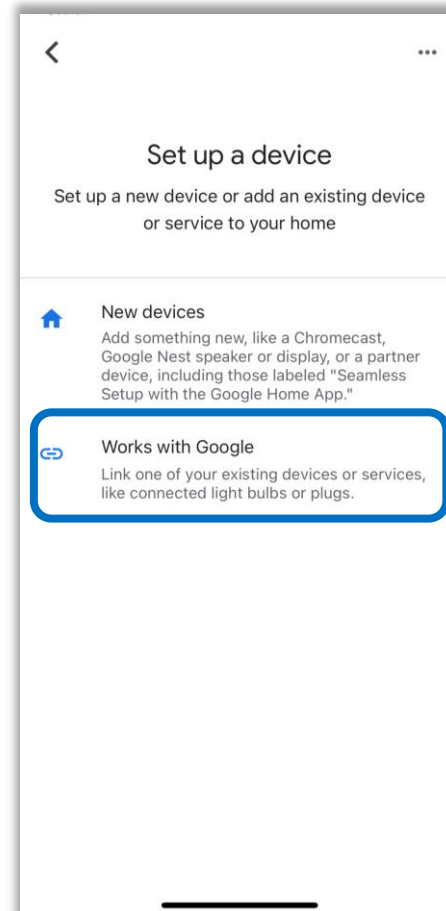 Set up a device
Set up a new device or add an existing device
or service to your home
New devices
Add something new, like a Chromecast,
Google Nest speaker or display, or a partner
device, including those labeled "Seamless
Setup with the Google Home App."
Works with Google
Link one of your existing devices or services,
like connected light bulbs or plugs.